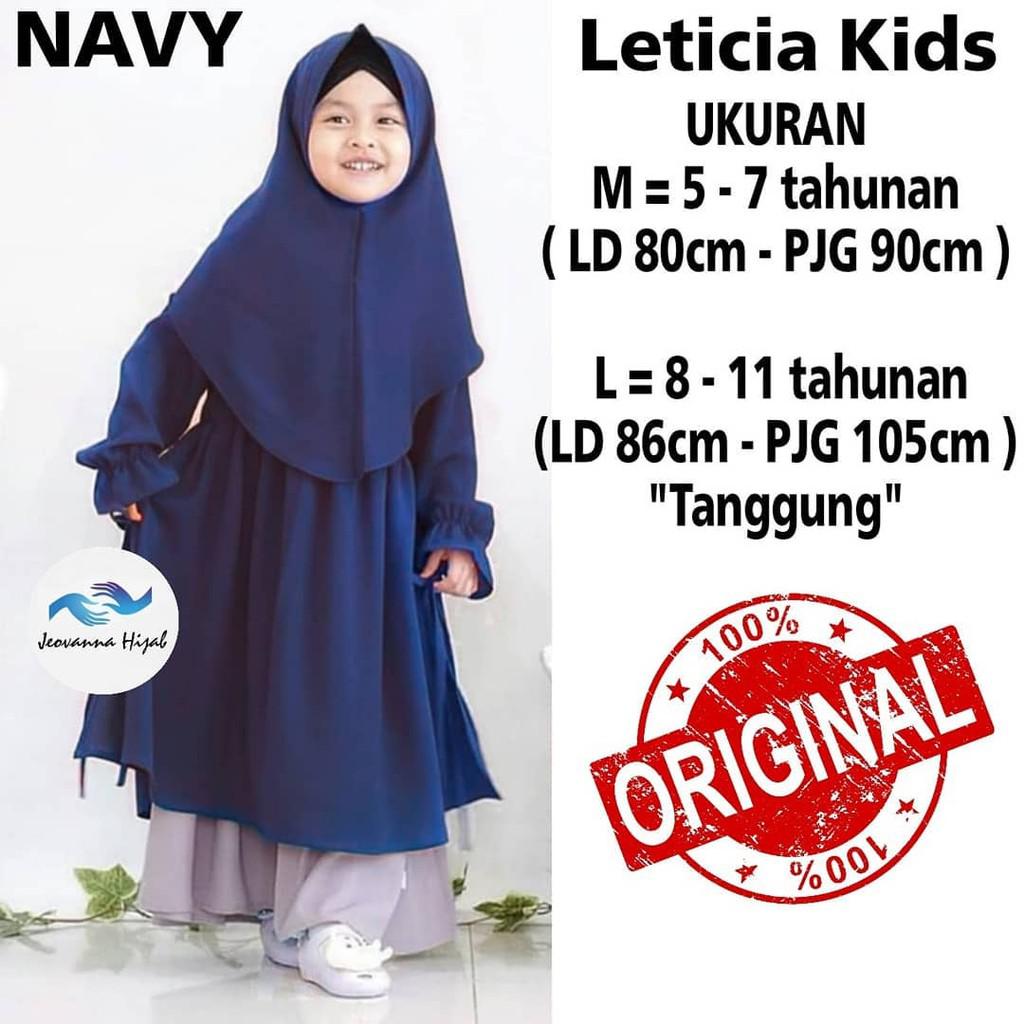 NAVY
Leticia Kids
UKURAN
M = 5 - 7 tahunan
( LD 80cm - PJG 90cm )
L = 8 - 11 tahunan
(LD 86cm - PJG 105cm )
"Tanggung"
Jeovanna Hijab
100%
ORIGINAL
100%